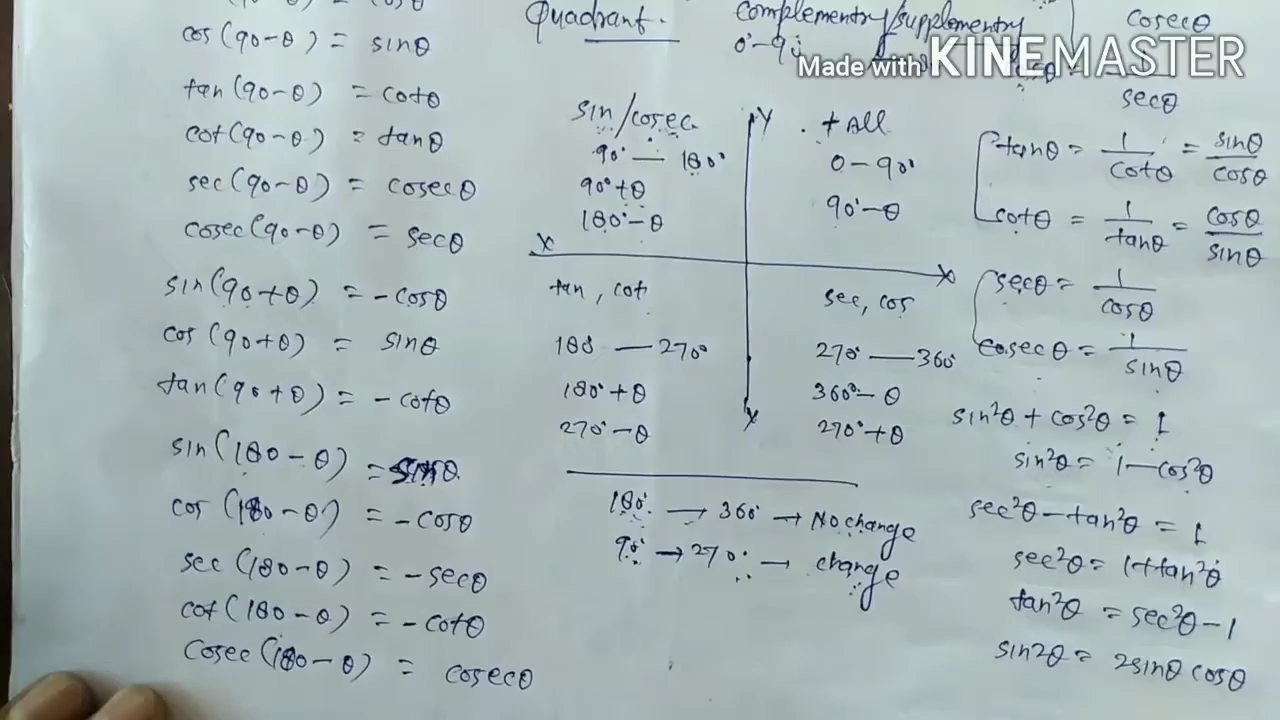 cos(90-θ) = sinθ
tan(90-θ) = cotθ
cot(90-θ) = tanθ
sec(90-θ) = cosecθ
cosec(90-θ) = secθ
sin(90+θ) = -cosθ
cos(90+θ) = sinθ
tan(90+θ) = -cotθ
sin(180-θ) = sinθ.
cos(180-θ) = -cosθ
sec(180-θ) = -secθ
cot(180-θ) = -cotθ
cosec(180-θ) = cosecθ
Quadrant.
complementry/supplementry
0°-90
Made with KINEMASTER
sin/cosec
90° — 180°
90°+θ
180°-θ
Y
+ All
0-90°
90°-θ
X
X
tan, cot
180 — 270°
180°+θ
270°-θ
sec, cos
270° — 360°
360°-θ
270°+θ
Y
180° → 360 → No change
90° → 270° → change
cosecθ
secθ
tanθ = 1/cotθ = sinθ/cosθ
cotθ = 1/tanθ = cosθ/sinθ
secθ = 1/cosθ
cosecθ = 1/sinθ
sin²θ + cos²θ = 1
sin²θ = 1-cos²θ
sec²θ-tan²θ = 1
sec²θ = 1+tan²θ
tan²θ = sec²θ-1
sin2θ = 2sinθ cosθ